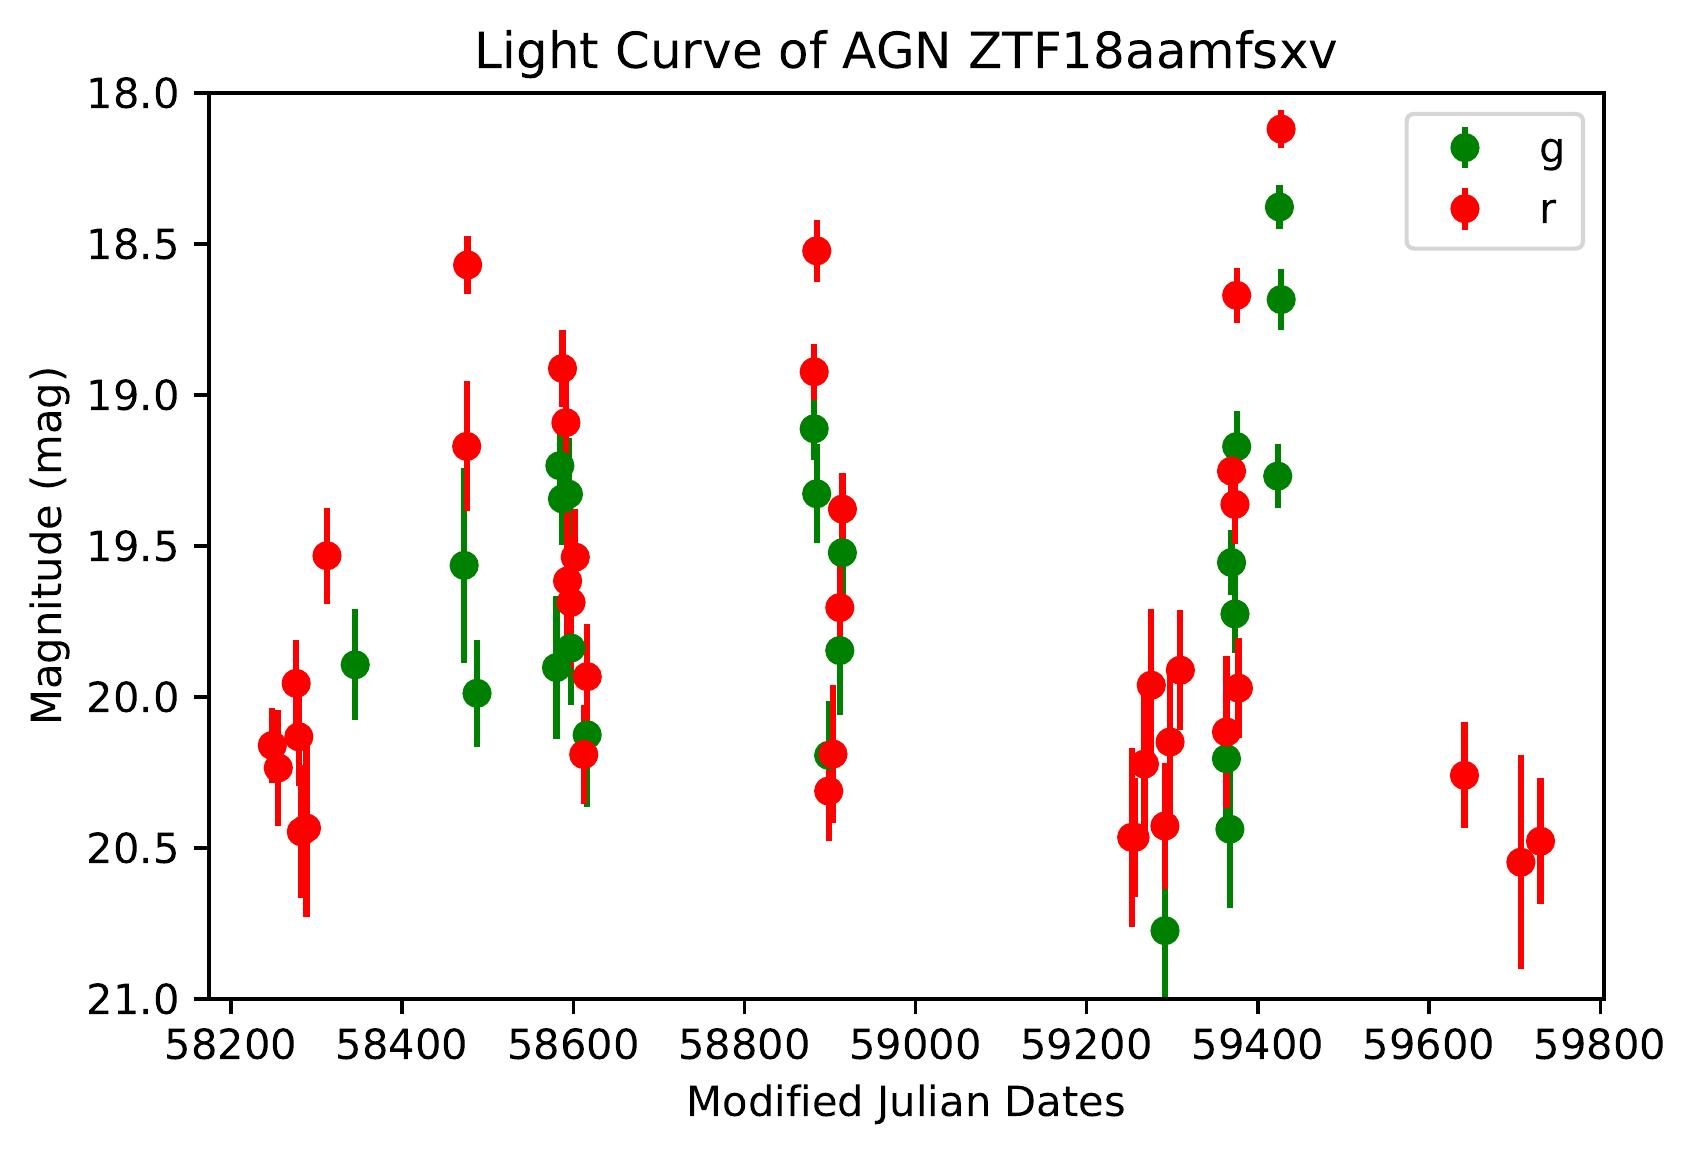 Light Curve of AGN ZTF18aamfsxv
18.0
18.5
19.0
19.5
20.0
20.5
21.0
Magnitude (mag)
g
r
58200 58400 58600 58800 59000 59200 59400 59600 59800
Modified Julian Dates